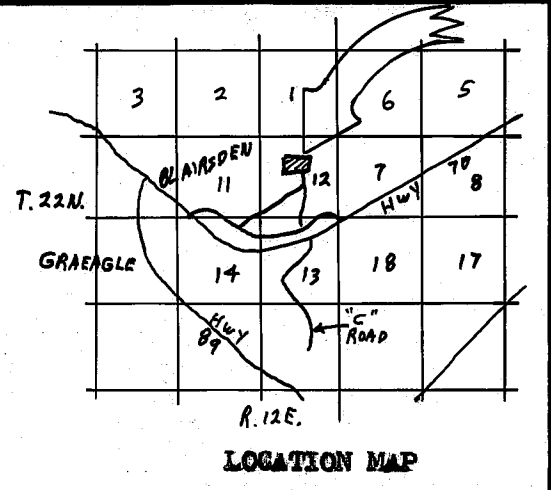 3 2 1 6 5
BLAIRSDEN
11 12 7 HWY 70 8
T. 22N.
GRAEAGLE
14 13 18 17
HWY 89
"C" ROAD
R. 12E.
LOCATION MAP